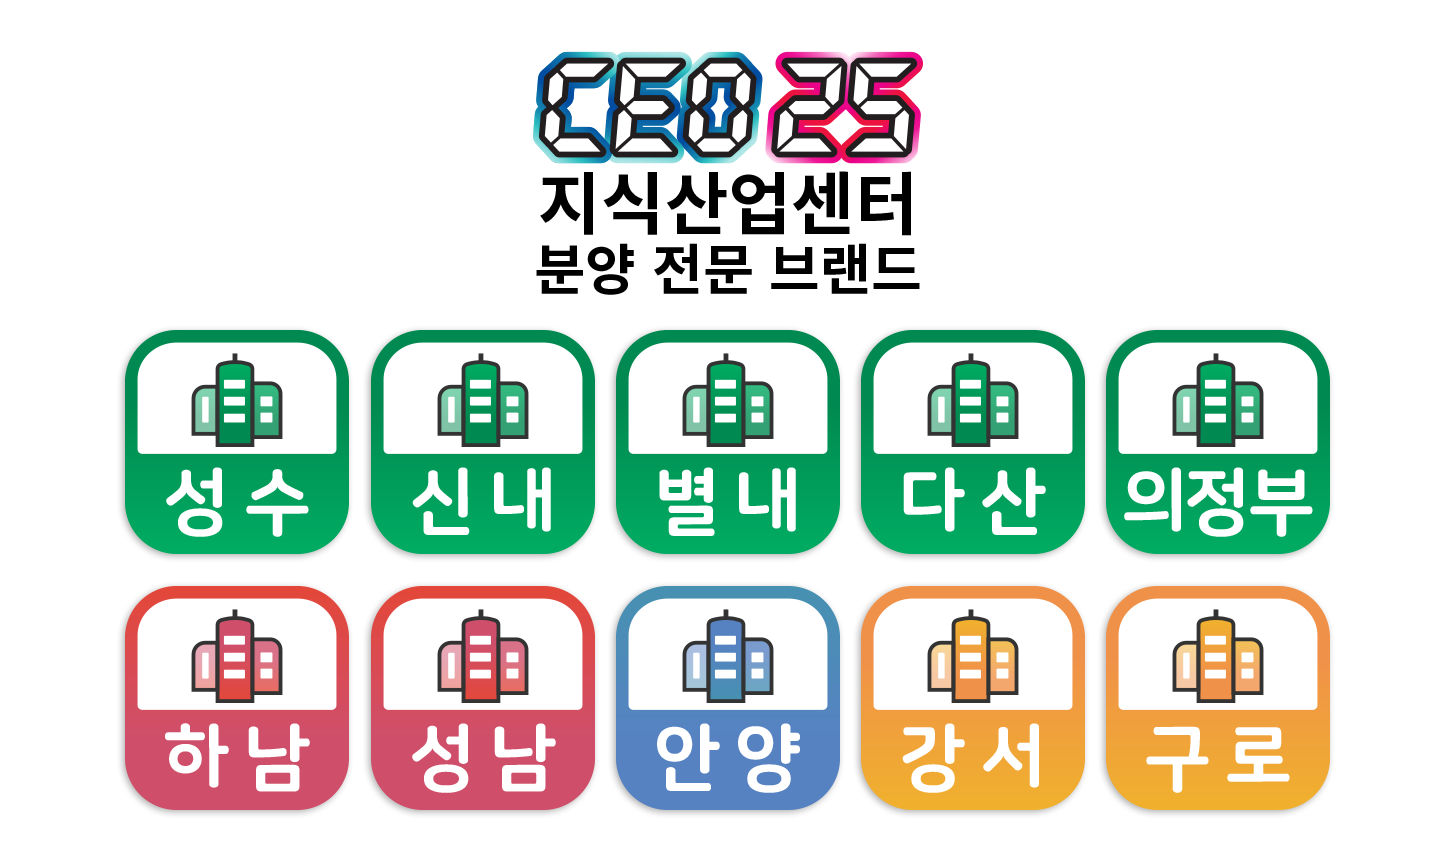 CEO 25
지식산업센터
분양 전문 브랜드
성수
신내
별내
다산
의정부
하남
성남
안양
강서
구로